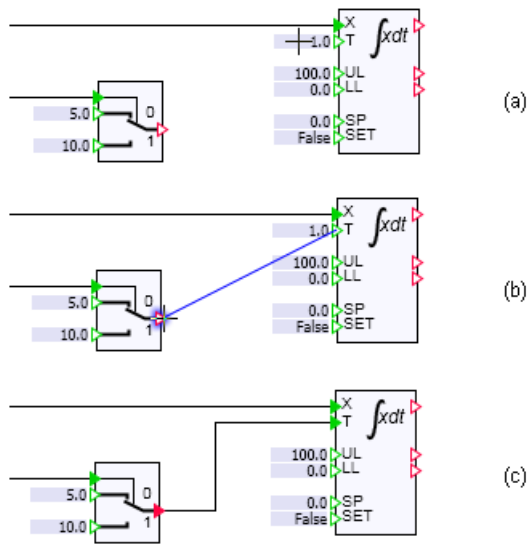 X
1.0 T ∫xdt
100.0 UL
0.0 LL
(a)
5.0 0
10.0 1
0.0 SP
False SET
X
1.0 T ∫xdt
100.0 UL
0.0 LL
(b)
5.0 0
10.0 1
0.0 SP
False SET
X
T ∫xdt
100.0 UL
0.0 LL
(c)
5.0 0
10.0 1
0.0 SP
False SET